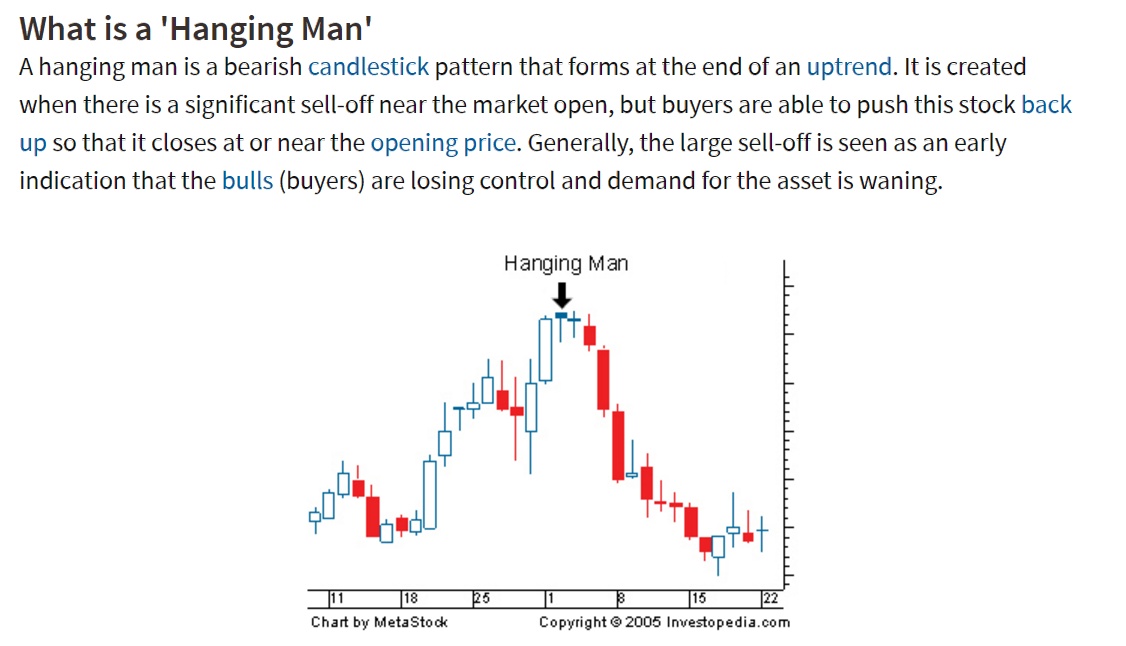 What is a 'Hanging Man'
A hanging man is a bearish candlestick pattern that forms at the end of an uptrend. It is created
when there is a significant sell-off near the market open, but buyers are able to push this stock back
up so that it closes at or near the opening price. Generally, the large sell-off is seen as an early
indication that the bulls (buyers) are losing control and demand for the asset is waning.
Hanging Man
11 18 25 1 8 15 22
Chart by MetaStock Copyright © 2005 Investopedia.com